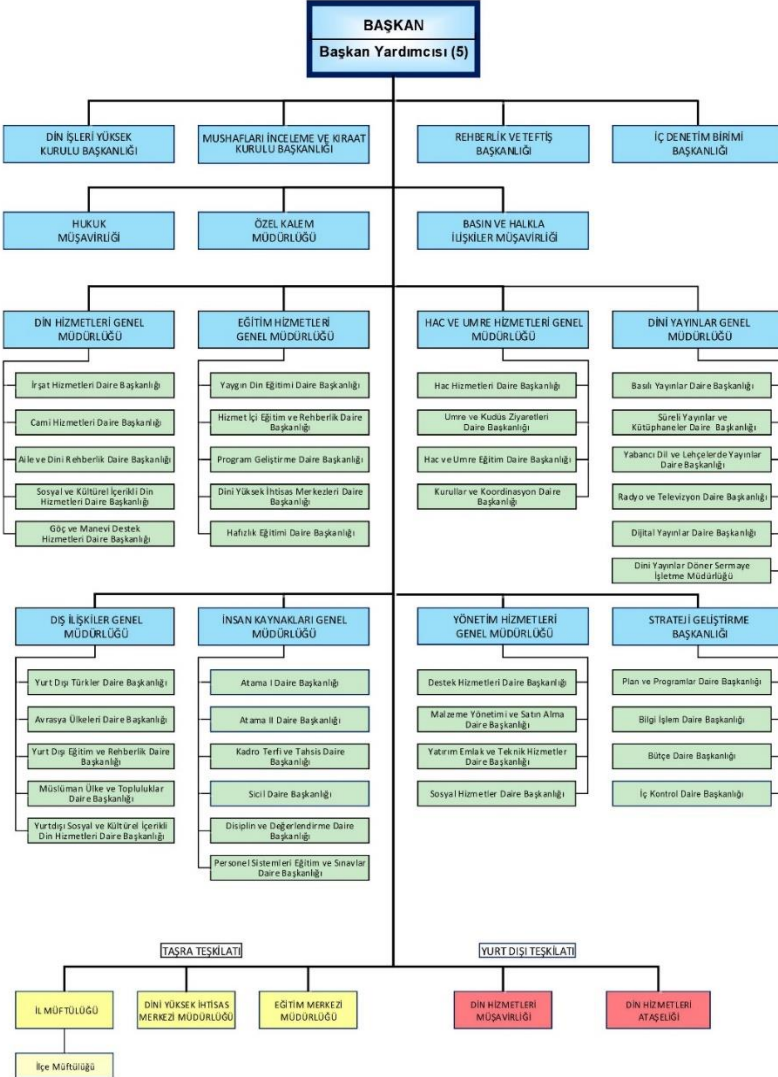 BAŞKAN
Başkan Yardımcısı (5)
DİN İŞLERİ YÜKSEK
KURULU BAŞKANLIĞI
MUSHAFLARI İNCELEME VE KIRAAT
KURULU BAŞKANLIĞI
REHBERLİK VE TEFTİŞ
BAŞKANLIĞI
İÇ DENETİM BİRİMİ
BAŞKANLIĞI
HUKUK
MÜŞAVİRLİĞİ
ÖZEL KALEM
MÜDÜRLÜĞÜ
BASIN VE HALKLA
İLİŞKİLER MÜŞAVİRLİĞİ
DİN HİZMETLERİ GENEL
MÜDÜRLÜĞÜ
İrşat Hizmetleri Daire Başkanlığı
Cami Hizmetleri Daire Başkanlığı
Aile ve Dini Rehberlik Daire Başkanlığı
Sosyal ve Kültürel İçerikli Din
Hizmetleri Daire Başkanlığı
Göç ve Manevi Destek
Hizmetleri Daire Başkanlığı
EĞİTİM HİZMETLERİ
GENEL MÜDÜRLÜĞÜ
Yaygın Din Eğitimi Daire Başkanlığı
Hizmet İçi Eğitim ve Rehberlik Daire
Başkanlığı
Program Geliştirme Daire Başkanlığı
Dini Yüksek İhtisas Merkezleri Daire
Başkanlığı
Hafızlık Eğitimi Daire Başkanlığı
HAC VE UMRE HİZMETLERİ GENEL
MÜDÜRLÜĞÜ
Hac Hizmetleri Daire Başkanlığı
Umre ve Kudüs Ziyaretleri
Daire Başkanlığı
Hac ve Umre Eğitim Daire Başkanlığı
Kurullar ve Koordinasyon Daire
Başkanlığı
DİNİ YAYINLAR GENEL
MÜDÜRLÜĞÜ
Basılı Yayınlar Daire Başkanlığı
Süreli Yayınlar ve
Kütüphaneler Daire Başkanlığı
Yabancı Dil ve Lehçelerde Yayınlar
Daire Başkanlığı
Radyo ve Televizyon Daire Başkanlığı
Dijital Yayınlar Daire Başkanlığı
Dini Yayınlar Döner Sermaye
İşletme Müdürlüğü
DIŞ İLİŞKİLER GENEL
MÜDÜRLÜĞÜ
Yurt Dışı Türkler Daire Başkanlığı
Avrasya Ülkeleri Daire Başkanlığı
Yurt Dışı Eğitim ve Rehberlik Daire
Başkanlığı
Müslüman Ülke ve Topluluklar
Daire Başkanlığı
Yurtdışı Sosyal ve Kültürel İçerikli
Din Hizmetleri Daire Başkanlığı
İNSAN KAYNAKLARI GENEL
MÜDÜRLÜĞÜ
Atama I Daire Başkanlığı
Atama II Daire Başkanlığı
Kadro Terfi ve Tahsis Daire
Başkanlığı
Sicil Daire Başkanlığı
Disiplin ve Değerlendirme Daire
Başkanlığı
Personel Sistemleri Eğitim ve Sınavlar
Daire Başkanlığı
YÖNETİM HİZMETLERİ
GENEL MÜDÜRLÜĞÜ
Destek Hizmetleri Daire Başkanlığı
Malzeme Yönetimi ve Satın Alma
Daire Başkanlığı
Yatırım Emlak ve Teknik Hizmetler
Daire Başkanlığı
Sosyal Hizmetler Daire Başkanlığı
STRATEJİ GELİŞTİRME
BAŞKANLIĞI
Plan ve Programlar Daire Başkanlığı
Bilgi İşlem Daire Başkanlığı
Bütçe Daire Başkanlığı
İç Kontrol Daire Başkanlığı
TAŞRA TEŞKİLATI
YURT DIŞI TEŞKİLATI
İL MÜFTÜLÜĞÜ
DİNİ YÜKSEK İHTİSAS
MERKEZİ MÜDÜRLÜĞÜ
EĞİTİM MERKEZİ
MÜDÜRLÜĞÜ
DİN HİZMETLERİ
MÜŞAVİRLİĞİ
DİN HİZMETLERİ
ATAŞELİĞİ
İlçe Müftülüğü